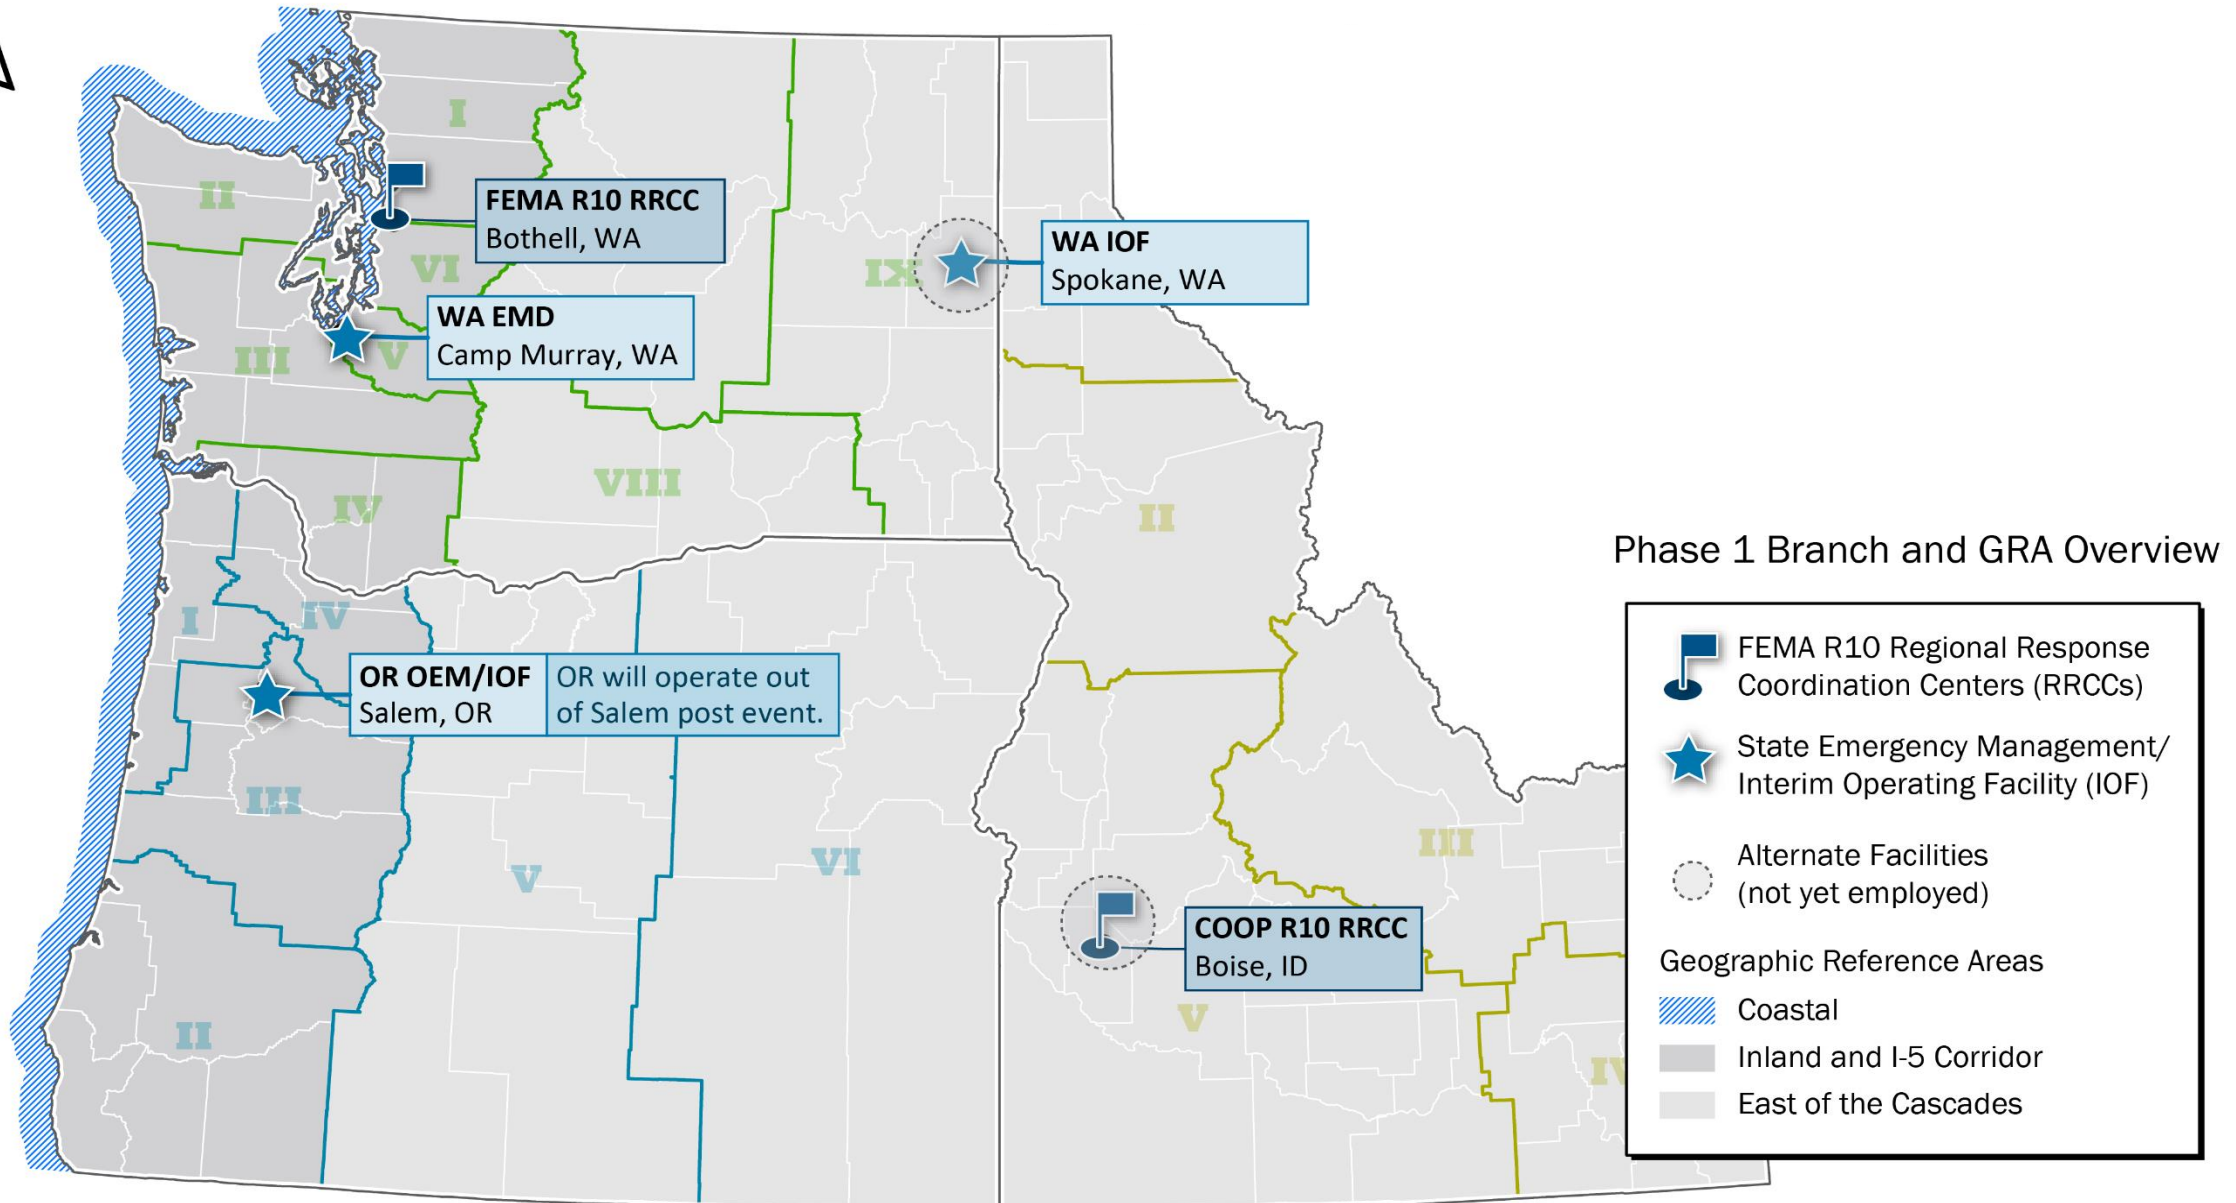 I
II
FEMA R10 RRCC
Bothell, WA
VI
IX
WA IOF
Spokane, WA
WA EMD
Camp Murray, WA
III
V
VIII
IV
II
I
IV
OR OEM/IOF
Salem, OR
OR will operate out
of Salem post event.
III
V
VI
III
COOP R10 RRCC
Boise, ID
II
V
Phase 1 Branch and GRA Overview
FEMA R10 Regional Response
Coordination Centers (RRCCs)
State Emergency Management/
Interim Operating Facility (IOF)
Alternate Facilities
(not yet employed)
Geographic Reference Areas
Coastal
Inland and I-5 Corridor
East of the Cascades